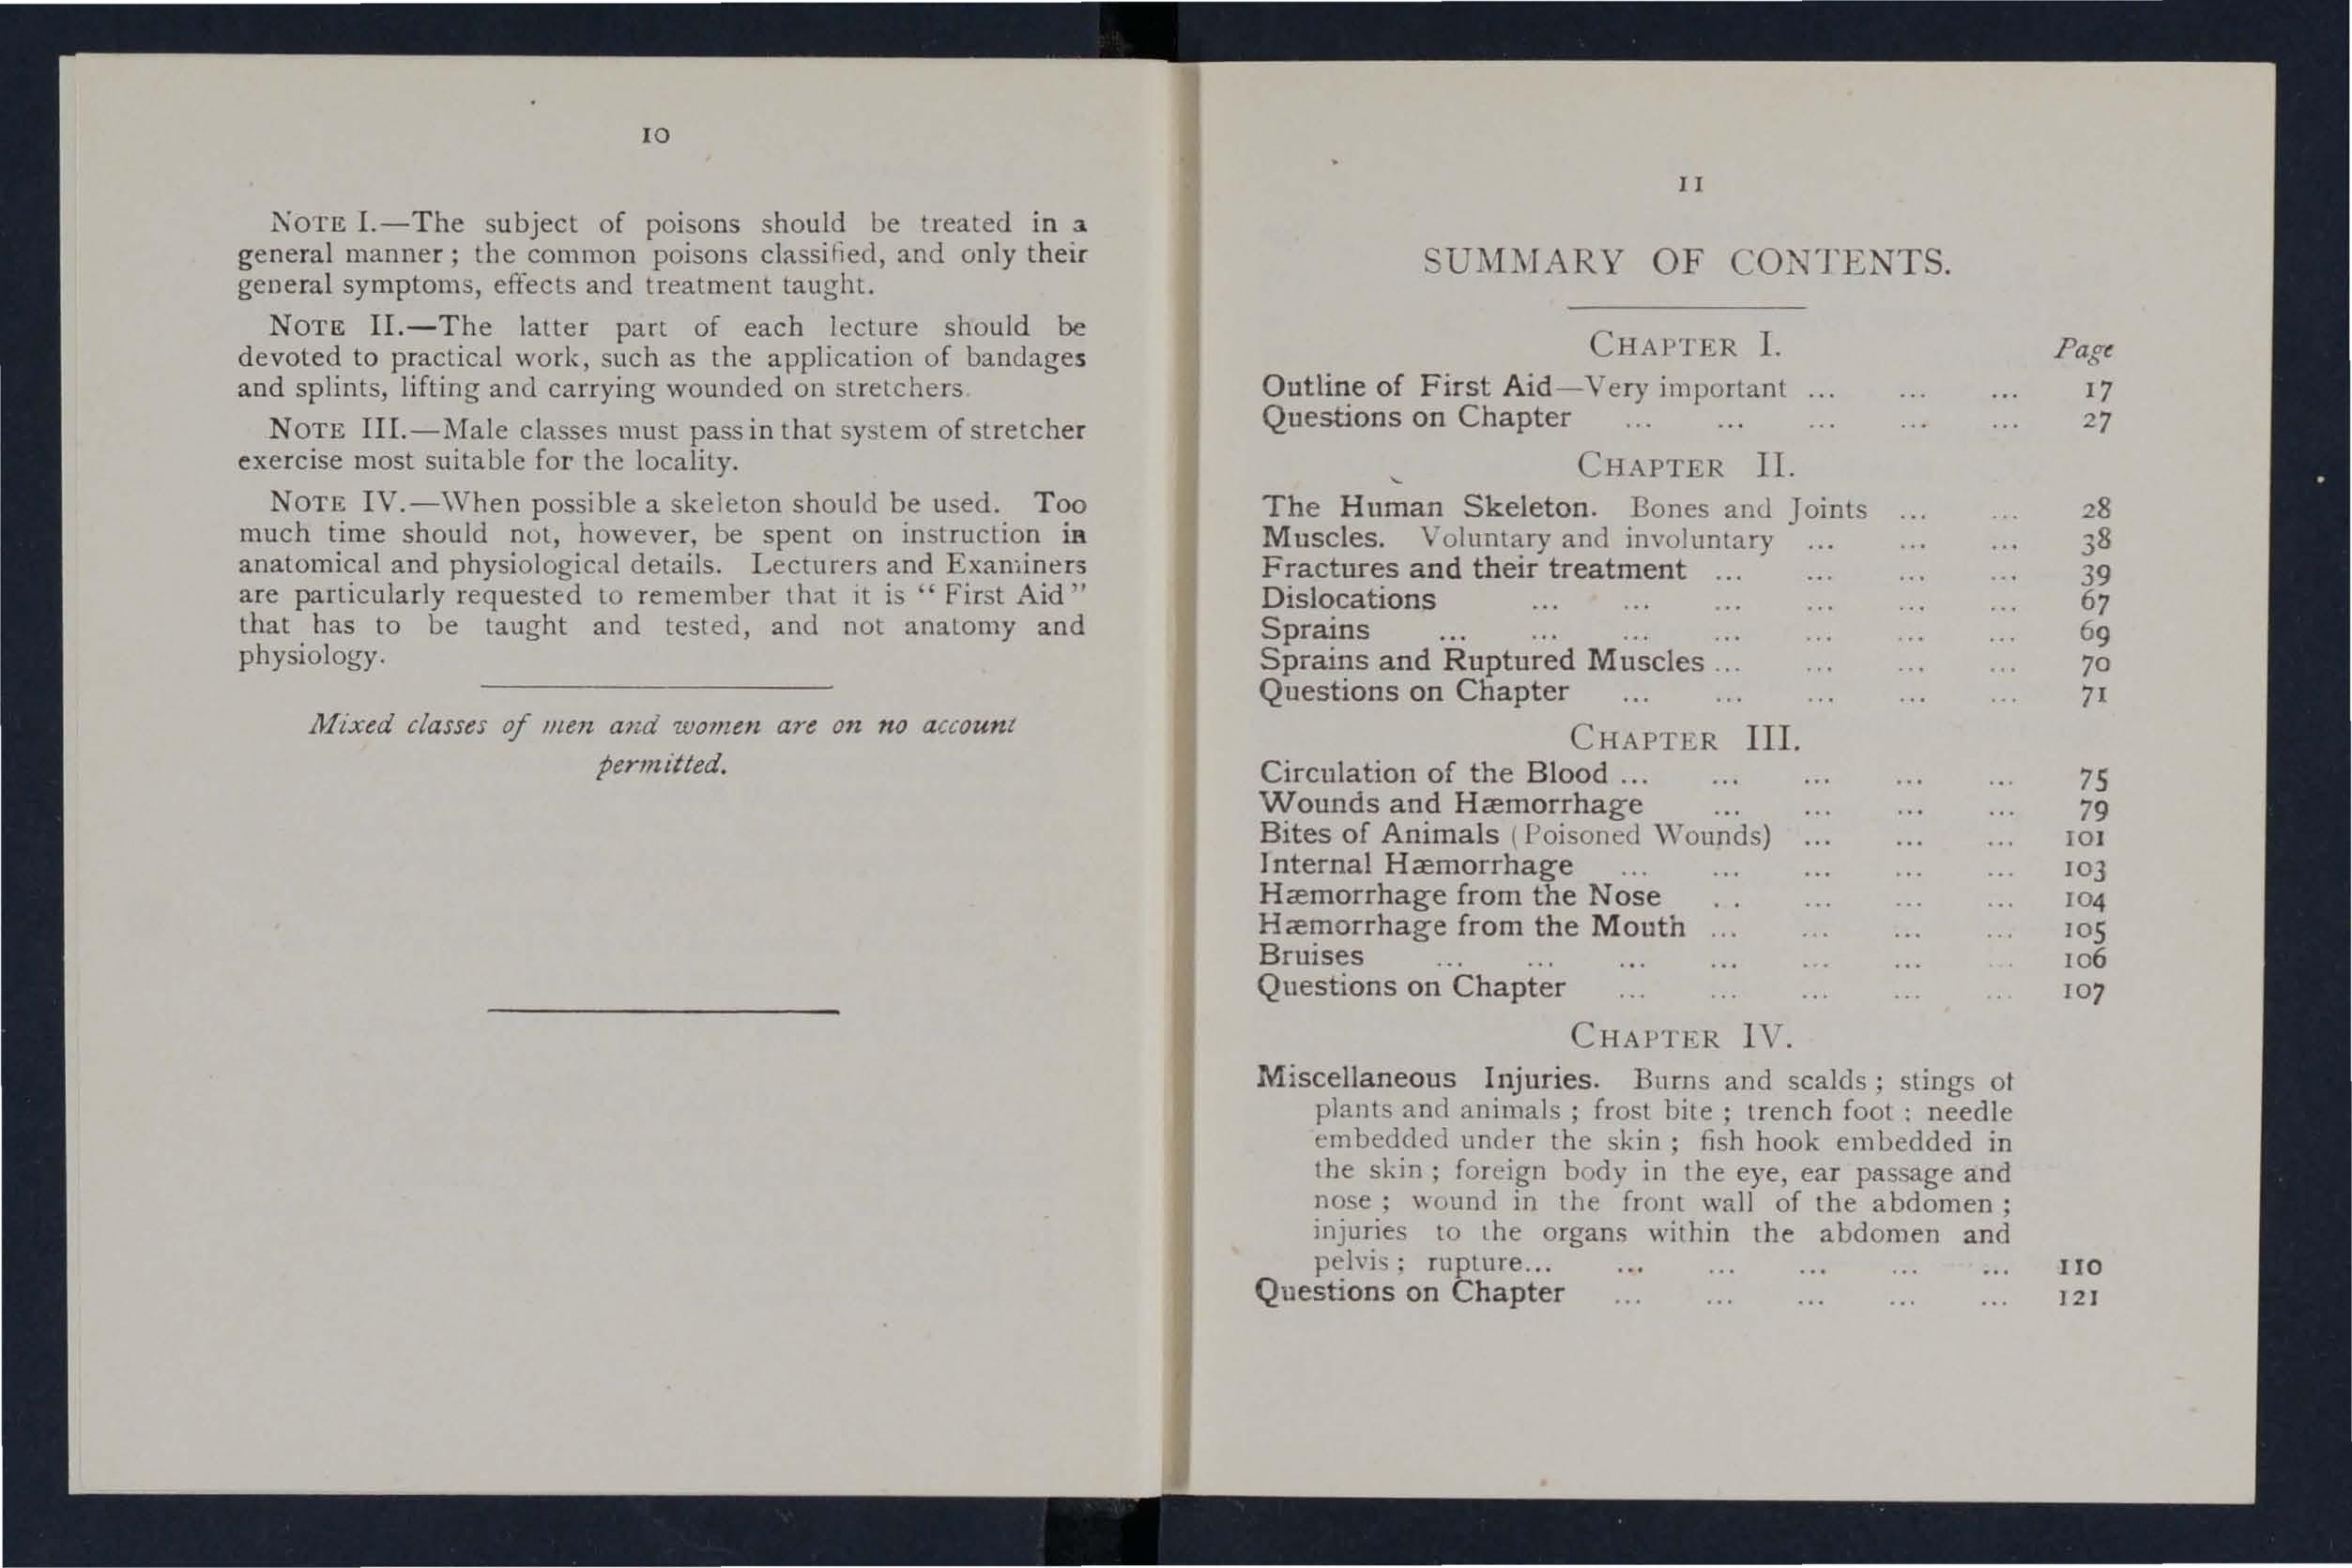 10
NOTE I.—The subject of poisons should be treated in a
general manner; the common poisons classified, and only their
general symptoms, effects and treatment taught.
NOTE II.—The latter part of each lecture should be
devoted to practical work, such as the application of bandages
and splints, lifting and carrying wounded on stretchers.
NOTE III.—Male classes must pass in that system of stretcher
exercise most suitable for the locality.
NOTE IV.—When possible a skeleton should be used. Too
much time should not, however, be spent on instruction in
anatomical and physiological details. Lecturers and Examiners
are particularly requested to remember that it is "First Aid"
that has to be taught and tested, and not anatomy and
physiology.
Mixed classes of men and women are on no account
permitted.
11
SUMMARY OF CONTENTS.
CHAPTER I. Page
Outline of First Aid—Very important ... ... ... 17
Questions on Chapter ... ... ... ... ... 27
CHAPTER II.
The Human Skeleton. Bones and Joints ... ... 28
Muscles. Voluntary and involuntary ... ... ... 38
Fractures and their treatment ... ... ... ... 39
Dislocations ... ... ... ... ... ... 67
Sprains ... ... ... ... ... ... ... 69
Sprains and Ruptured Muscles ... ... ... ... 70
Questions on Chapter ... ... ... ... ... 71
CHAPTER III.
Circulation of the Blood ... ... ... ... ... 75
Wounds and Hæmorrhage ... ... ... ... 79
Bites of Animals (Poisoned Wounds) ... ... ... 101
Internal Hæmorrhage ... ... ... ... ... 103
Hæmorrhage from the Nose .. ... ... ... 104
Hæmorrhage from the Mouth ... ... ... ... 105
Bruises ... ... ... ... ... ... ... 106
Questions on Chapter ... ... ... ... ... 107
CHAPTER IV.
Miscellaneous Injuries. Burns and scalds; stings of
plants and animals; frost bite; trench foot; needle
embedded under the skin; fish hook embedded in
the skin; foreign body in the eye, ear passage and
nose; wound in the front wall of the abdomen;
injuries to the organs within the abdomen and
pelvis; rupture... ... ... ... ... ... 110
Questions on Chapter ... ... ... ... ... 121